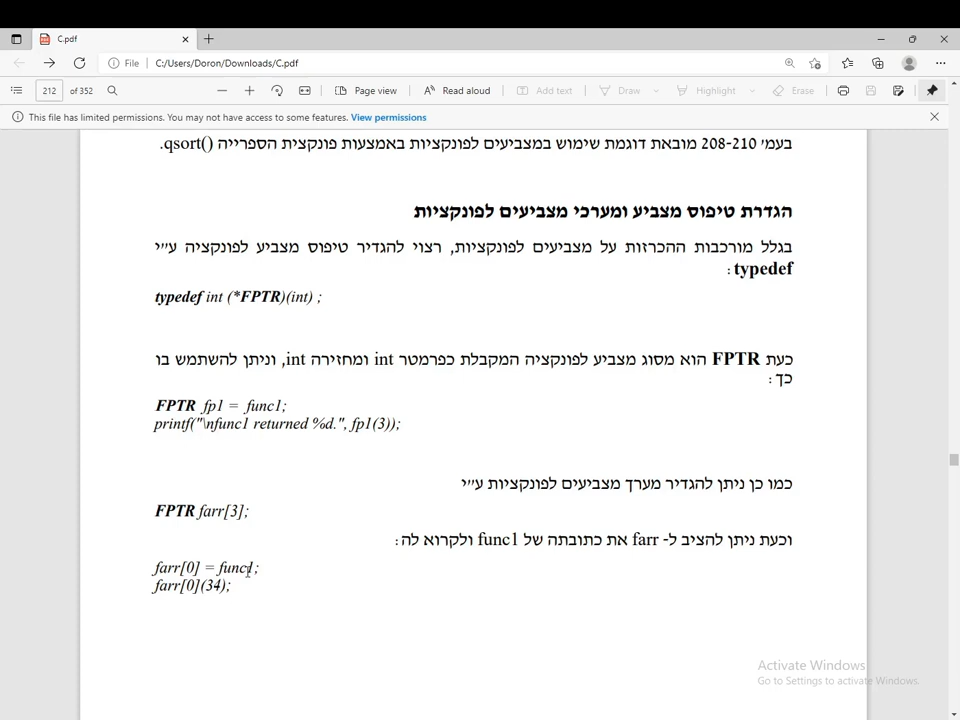 C.pdf
File
C:/Users/Doron/Downloads/C.pdf
212 of 352
Page view
Read aloud
Add text
Draw
Highlight
Erase
This file has limited permissions. You may not have access to some features. View permissions
בעמ' 208-210 מובאת דוגמת שימוש במצביעים לפונקציות באמצעות פונקצית הספרייה qsort().
הגדרת טיפוס מצביע ומערכי מצביעים לפונקציות
בגלל מורכבות ההכרזות על מצביעים לפונקציות, רצוי להגדיר טיפוס מצביע לפונקציה ע"י
typedef :
typedef int (*FPTR)(int) ;
כעת FPTR הוא מסוג מצביע לפונקציה המקבלת כפרמטר int ומחזירה int, וניתן להשתמש בו
כך :
FPTR fp1 = func1;
printf("\nfunc1 returned %d.", fp1(3));
כמו כן ניתן להגדיר מערך מצביעים לפונקציות ע"י
FPTR farr[3];
וכעת ניתן להציב ל- farr את כתובתה של func1 ולקרוא לה :
farr[0] = func1;
farr[0](34);
Activate Windows
Go to Settings to activate Windows.